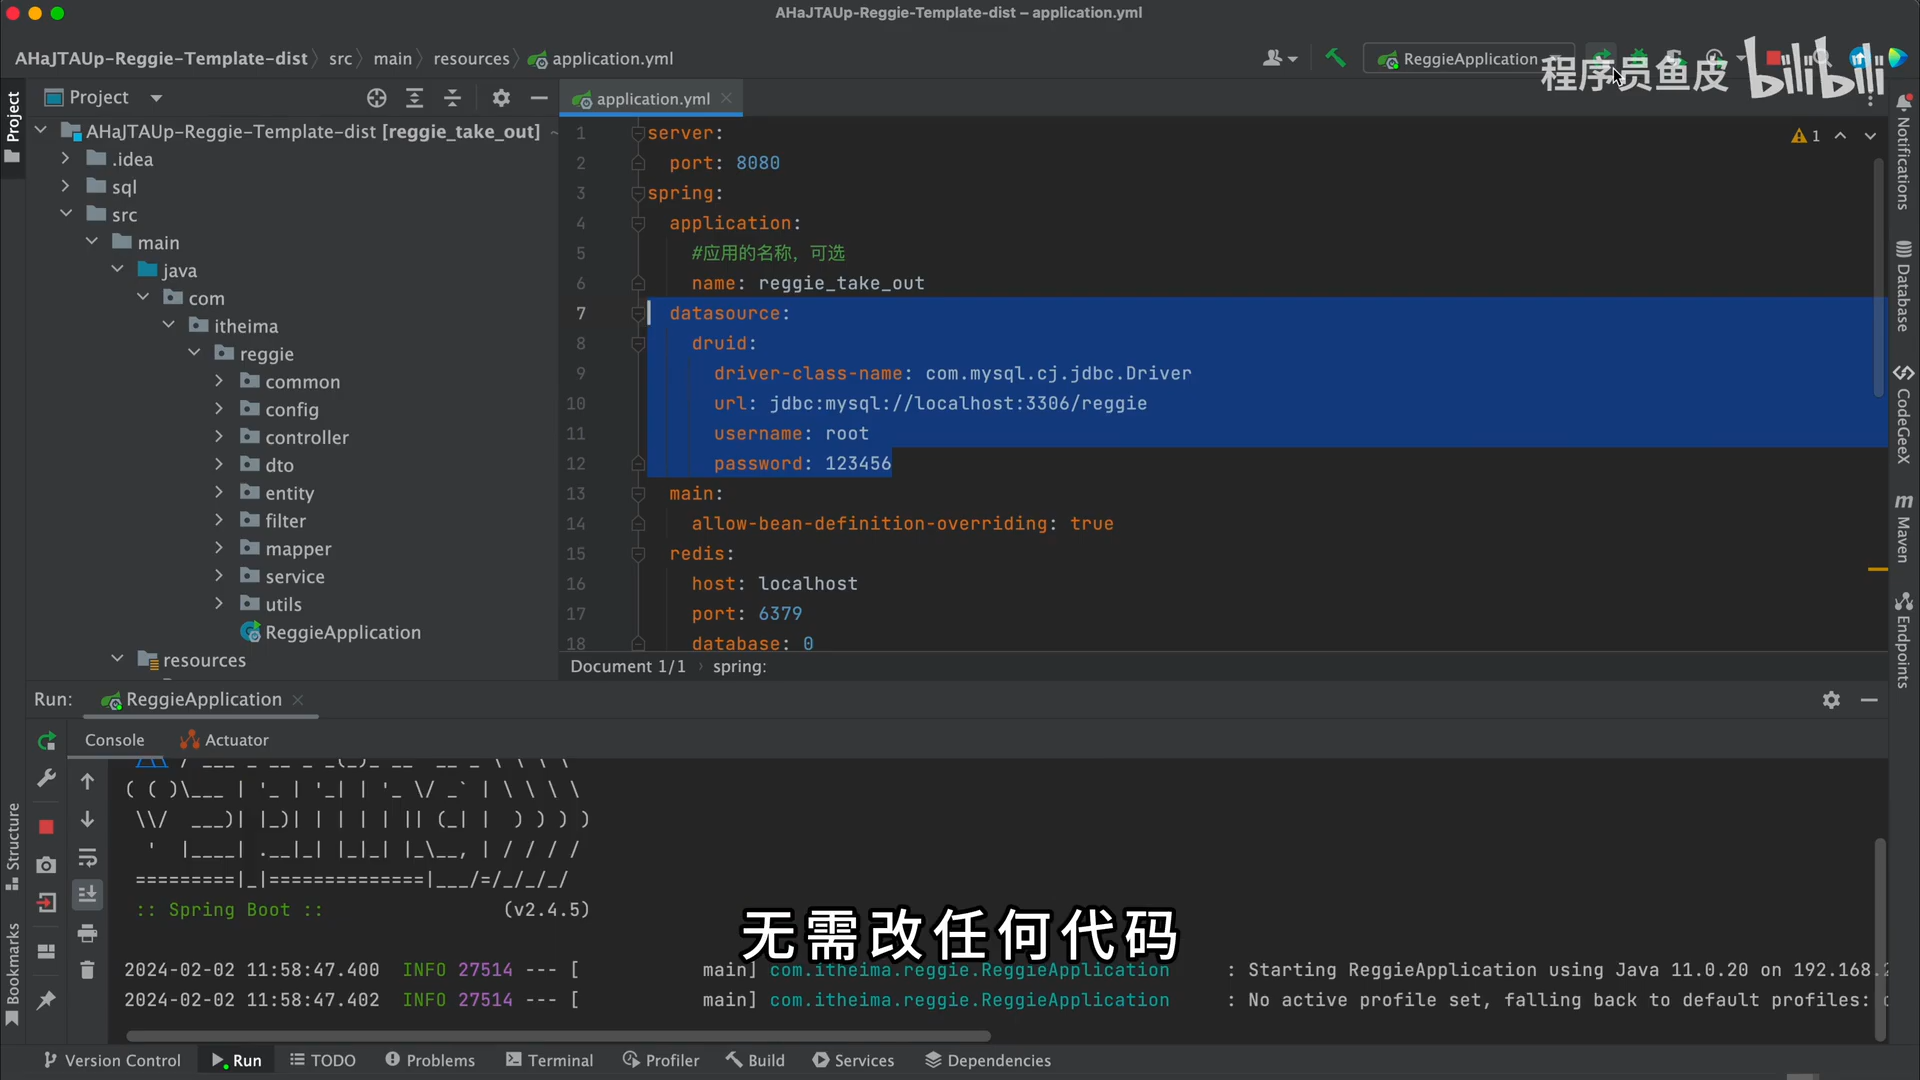 AHaJTAUp-Reggie-Template-dist – application.yml
AHaJTAUp-Reggie-Template-dist
src
main
resources
application.yml
ReggieApplication
程序员鱼皮
bilibili
Project
Project
application.yml
AHaJTAUp-Reggie-Template-dist [reggie_take_out] ~
.idea
sql
src
main
java
com
itheima
reggie
common
config
controller
dto
entity
filter
mapper
service
utils
ReggieApplication
resources
1 server:
2 port: 8080
3 spring:
4 application:
5 #应用的名称，可选
6 name: reggie_take_out
7 datasource:
8 druid:
9 driver-class-name: com.mysql.cj.jdbc.Driver
10 url: jdbc:mysql://localhost:3306/reggie
11 username: root
12 password: 123456
13 main:
14 allow-bean-definition-overriding: true
15 redis:
16 host: localhost
17 port: 6379
18 database: 0
1
Document 1/1
spring:
Notifications
Database
CodeGeeX
Maven
Endpoints
Run:
ReggieApplication
Console
Actuator
Structure
Bookmarks
( ( )\___ | '_ | '_| | '_ \/ _` | \ \ \ \
\\/  ___)| |_)| | | | | || (_| |  ) ) ) )
'  |____| .__|_| |_|_| |_\__, | / / / /
=========|_|==============|___/=/_/_/_/
:: Spring Boot :: (v2.4.5)
无需改任何代码
2024-02-02 11:58:47.400 INFO 27514 --- [ main] com.itheima.reggie.ReggieApplication : Starting ReggieApplication using Java 11.0.20 on 192.168.
2024-02-02 11:58:47.402 INFO 27514 --- [ main] com.itheima.reggie.ReggieApplication : No active profile set, falling back to default profiles:
Version Control
Run
TODO
Problems
Terminal
Profiler
Build
Services
Dependencies